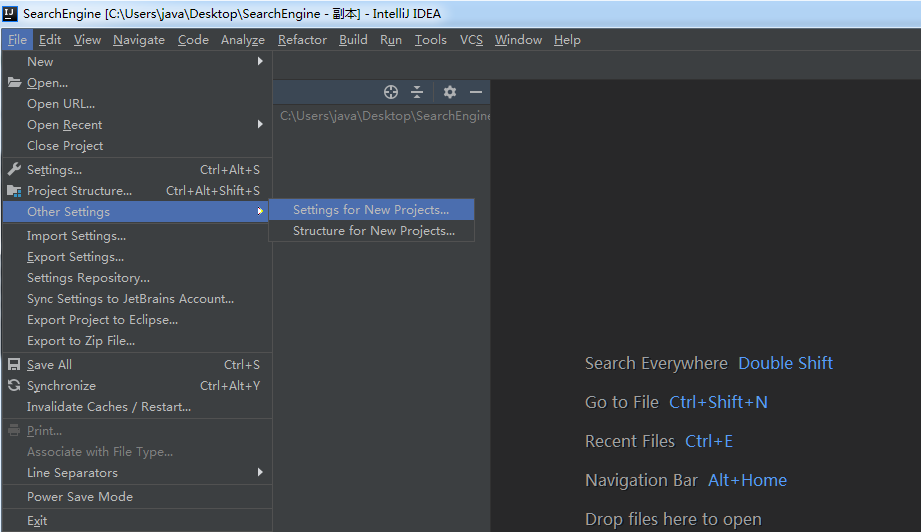 SearchEngine [C:\Users\java\Desktop\SearchEngine - 副本] - IntelliJ IDEA
File Edit View Navigate Code Analyze Refactor Build Run Tools VCS Window Help
New
Open...
Open URL...
Open Recent
Close Project
Settings... Ctrl+Alt+S
Project Structure... Ctrl+Alt+Shift+S
Other Settings
Import Settings...
Export Settings...
Settings Repository...
Sync Settings to JetBrains Account...
Export Project to Eclipse...
Export to Zip File...
Save All Ctrl+S
Synchronize Ctrl+Alt+Y
Invalidate Caches / Restart...
Print...
Associate with File Type...
Line Separators
Power Save Mode
Exit
Settings for New Projects...
Structure for New Projects...
C:\Users\java\Desktop\SearchEngine
Search Everywhere Double Shift
Go to File Ctrl+Shift+N
Recent Files Ctrl+E
Navigation Bar Alt+Home
Drop files here to open